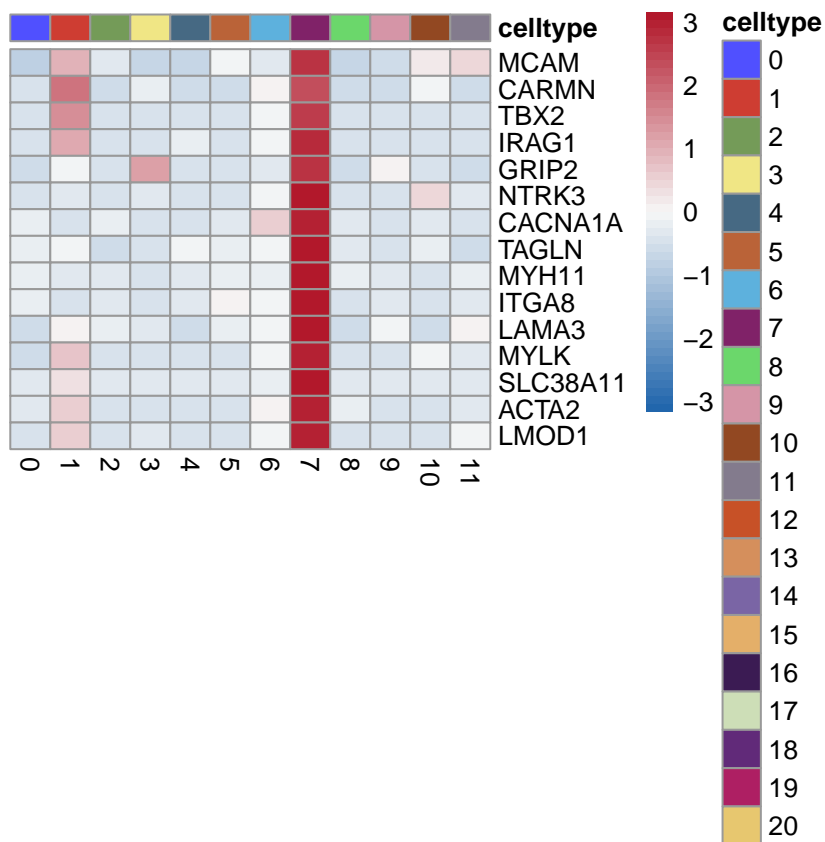 celltype
MCAM
CARMN
TBX2
IRAG1
GRIP2
NTRK3
CACNA1A
TAGLN
MYH11
ITGA8
LAMA3
MYLK
SLC38A11
ACTA2
LMOD1
0 1 2 3 4 5 6 7 8 9 10 11
3
2
1
0
−1
−2
−3
celltype
0
1
2
3
4
5
6
7
8
9
10
11
12
13
14
15
16
17
18
19
20